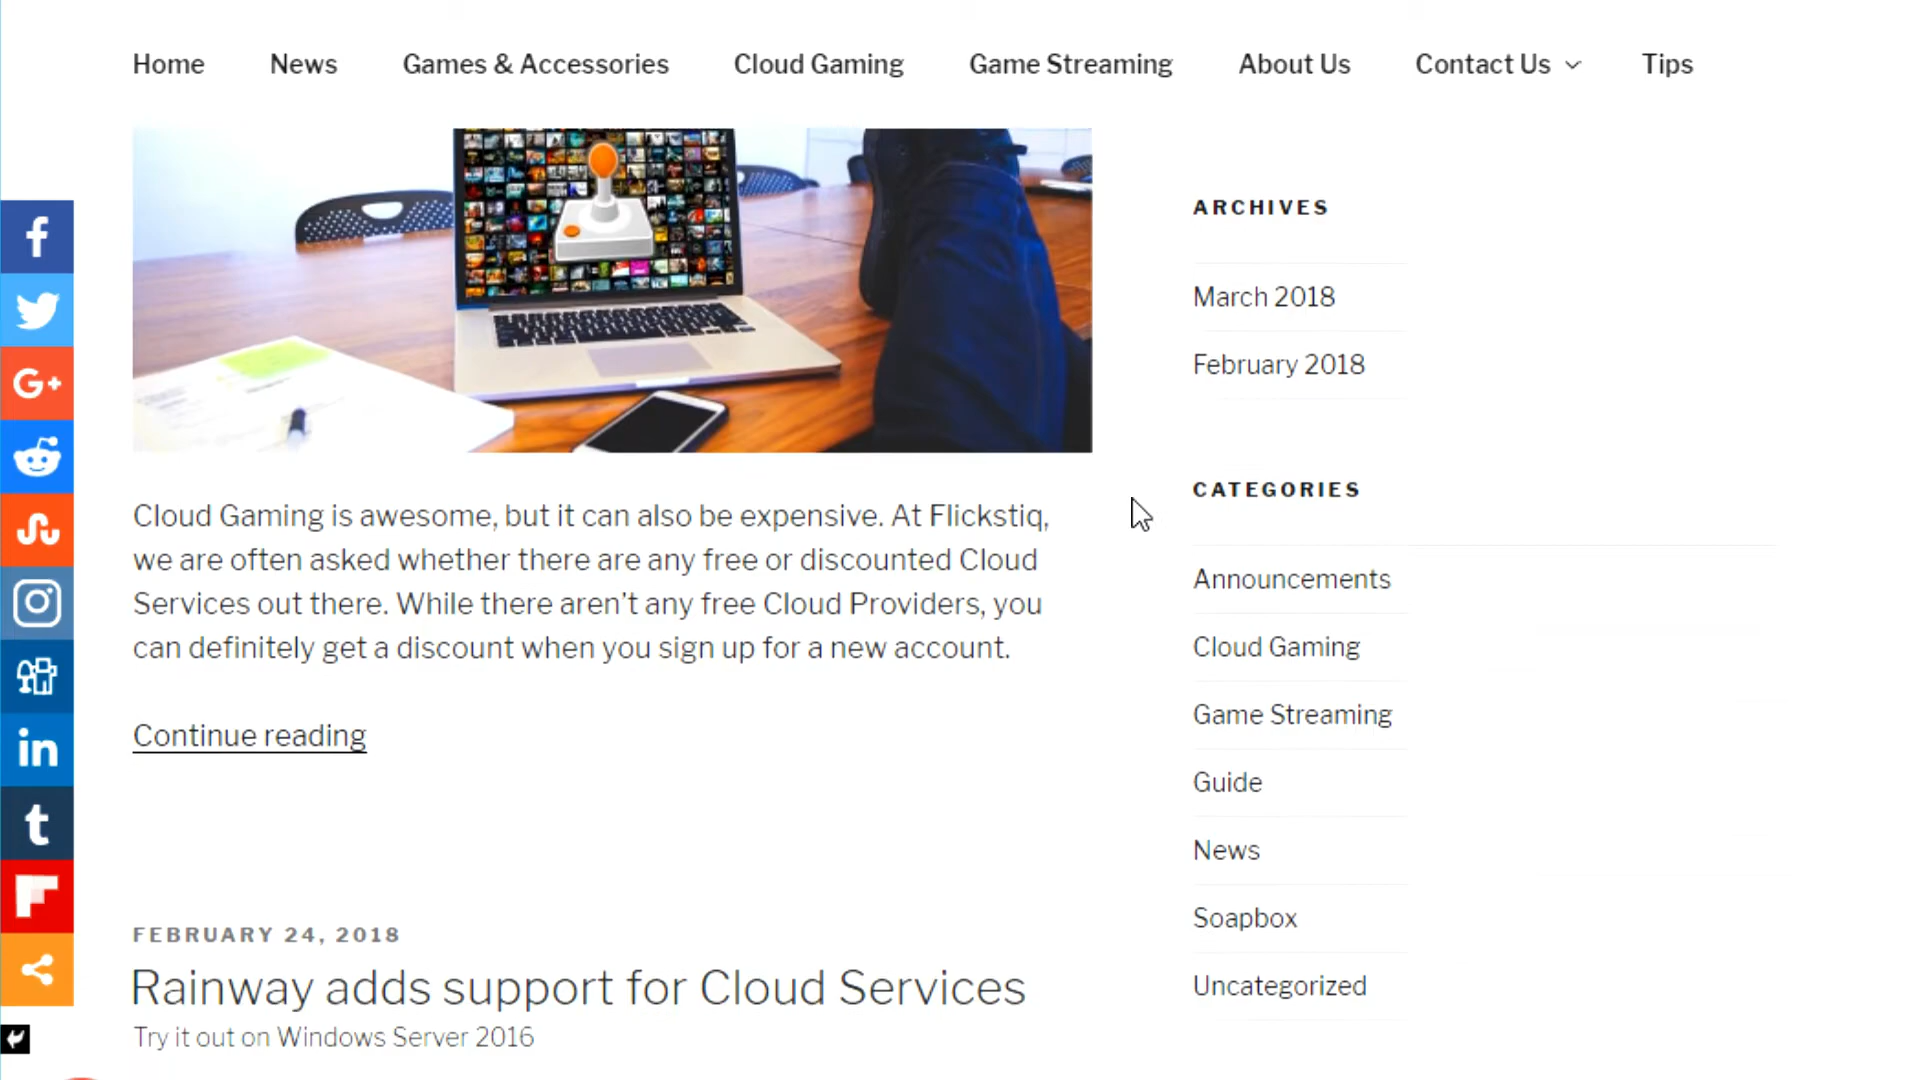 Home News Games & Accessories Cloud Gaming Game Streaming About Us Contact Us Tips
Cloud Gaming is awesome, but it can also be expensive. At Flickstiq,
we are often asked whether there are any free or discounted Cloud
Services out there. While there aren't any free Cloud Providers, you
can definitely get a discount when you sign up for a new account.
Continue reading
FEBRUARY 24, 2018
Rainway adds support for Cloud Services
Try it out on Windows Server 2016
ARCHIVES
March 2018
February 2018
CATEGORIES
Announcements
Cloud Gaming
Game Streaming
Guide
News
Soapbox
Uncategorized